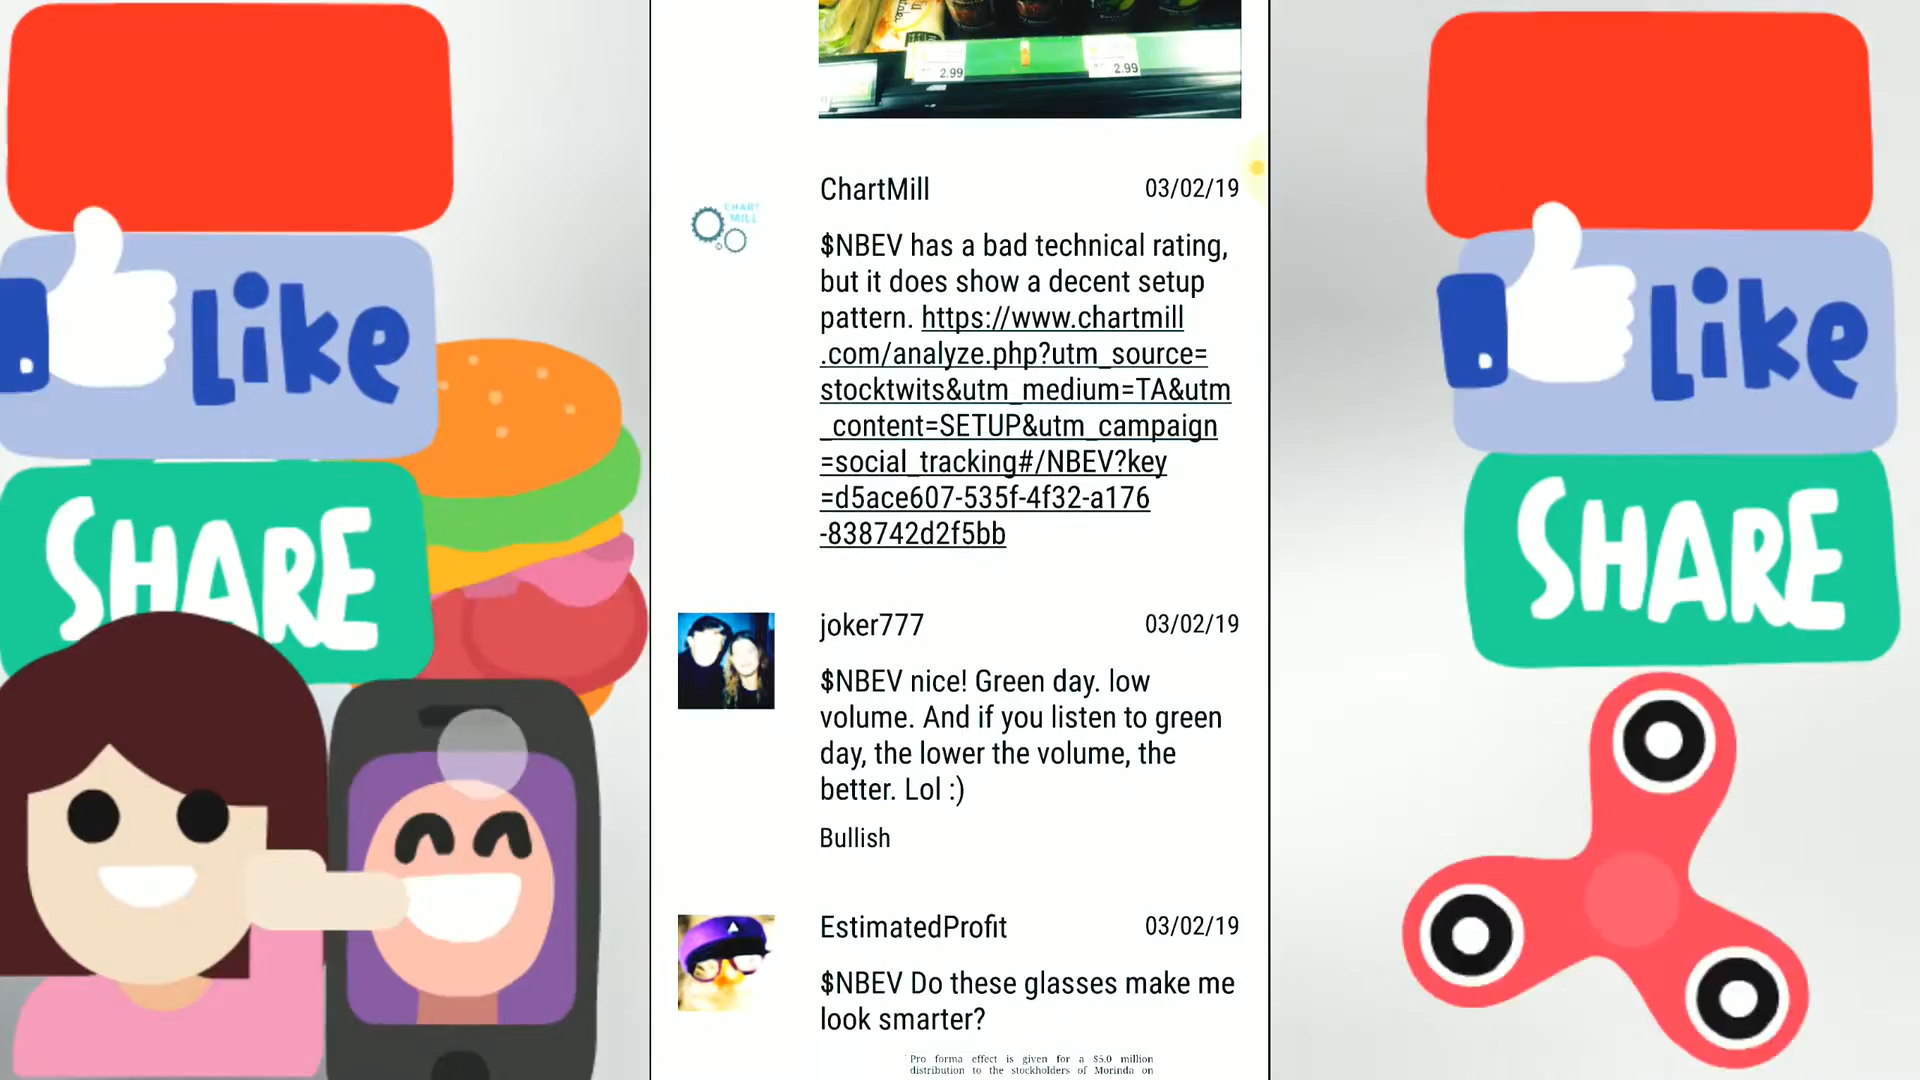 2.99
2.99
ChartMill
03/02/19
CHART
MILL
$NBEV has a bad technical rating,
but it does show a decent setup
pattern. https://www.chartmill
.com/analyze.php?utm_source=
stocktwits&utm_medium=TA&utm
_content=SETUP&utm_campaign
=social_tracking#/NBEV?key
=d5ace607-535f-4f32-a176
-838742d2f5bb
joker777
03/02/19
$NBEV nice! Green day. low
volume. And if you listen to green
day, the lower the volume, the
better. Lol :)
Bullish
EstimatedProfit
03/02/19
$NBEV Do these glasses make me
look smarter?
Pro forma effect is given for a $5.0 million
distribution to the stockholders of Morinda on
Like
SHARE
Like
SHARE